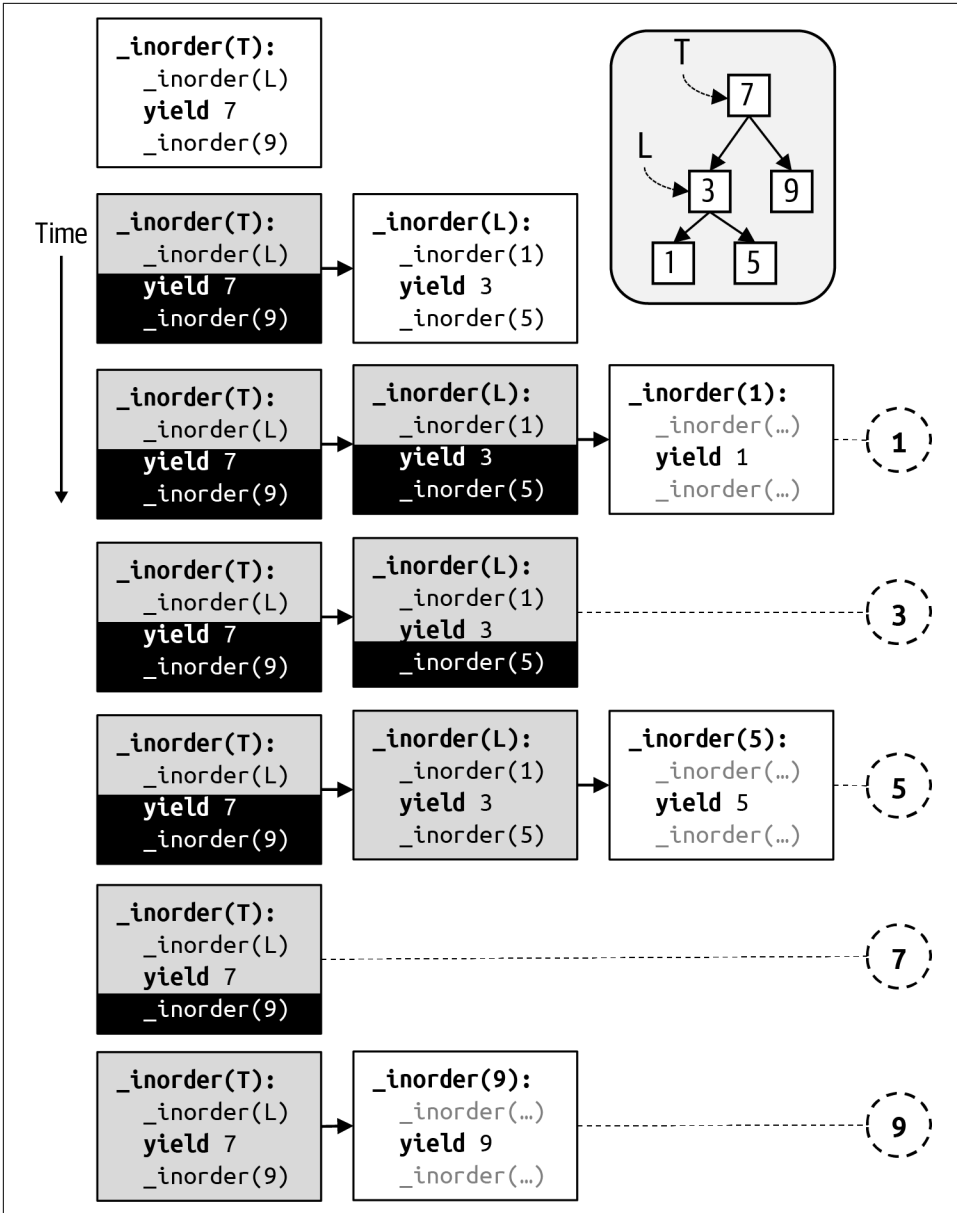 _inorder(T):
_inorder(L)
yield 7
_inorder(9)
T
7
L
3
9
1
5
Time
_inorder(T):
_inorder(L)
yield 7
_inorder(9)
_inorder(L):
_inorder(1)
yield 3
_inorder(5)
_inorder(T):
_inorder(L)
yield 7
_inorder(9)
_inorder(L):
_inorder(1)
yield 3
_inorder(5)
_inorder(1):
_inorder(…)
yield 1
_inorder(…)
1
_inorder(T):
_inorder(L)
yield 7
_inorder(9)
_inorder(L):
_inorder(1)
yield 3
_inorder(5)
3
_inorder(T):
_inorder(L)
yield 7
_inorder(9)
_inorder(L):
_inorder(1)
yield 3
_inorder(5)
_inorder(5):
_inorder(…)
yield 5
_inorder(…)
5
_inorder(T):
_inorder(L)
yield 7
_inorder(9)
7
_inorder(T):
_inorder(L)
yield 7
_inorder(9)
_inorder(9):
_inorder(…)
yield 9
_inorder(…)
9